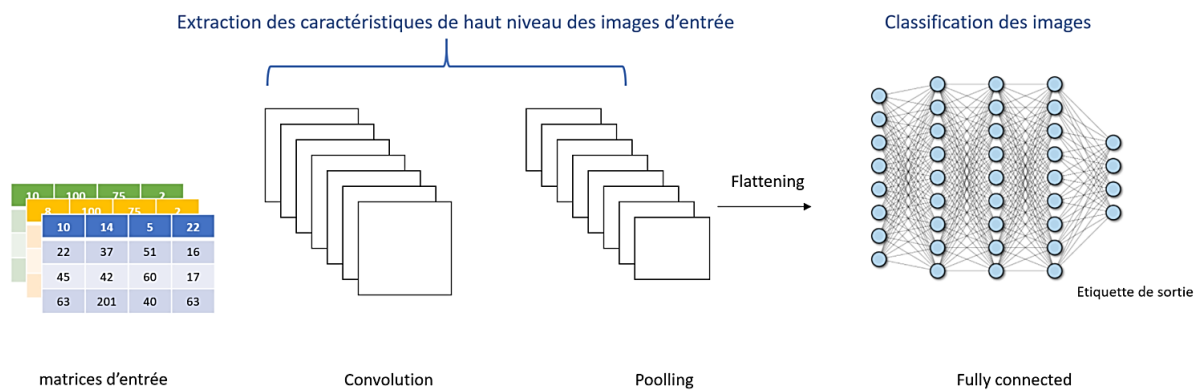 Extraction des caractéristiques de haut niveau des images d'entrée
Classification des images
Flattening
10 100 75 2
8 100 75 2
10 14 5 22
22 37 51 16
45 42 60 17
63 201 40 63
Etiquette de sortie
matrices d'entrée
Convolution
Poolling
Fully connected